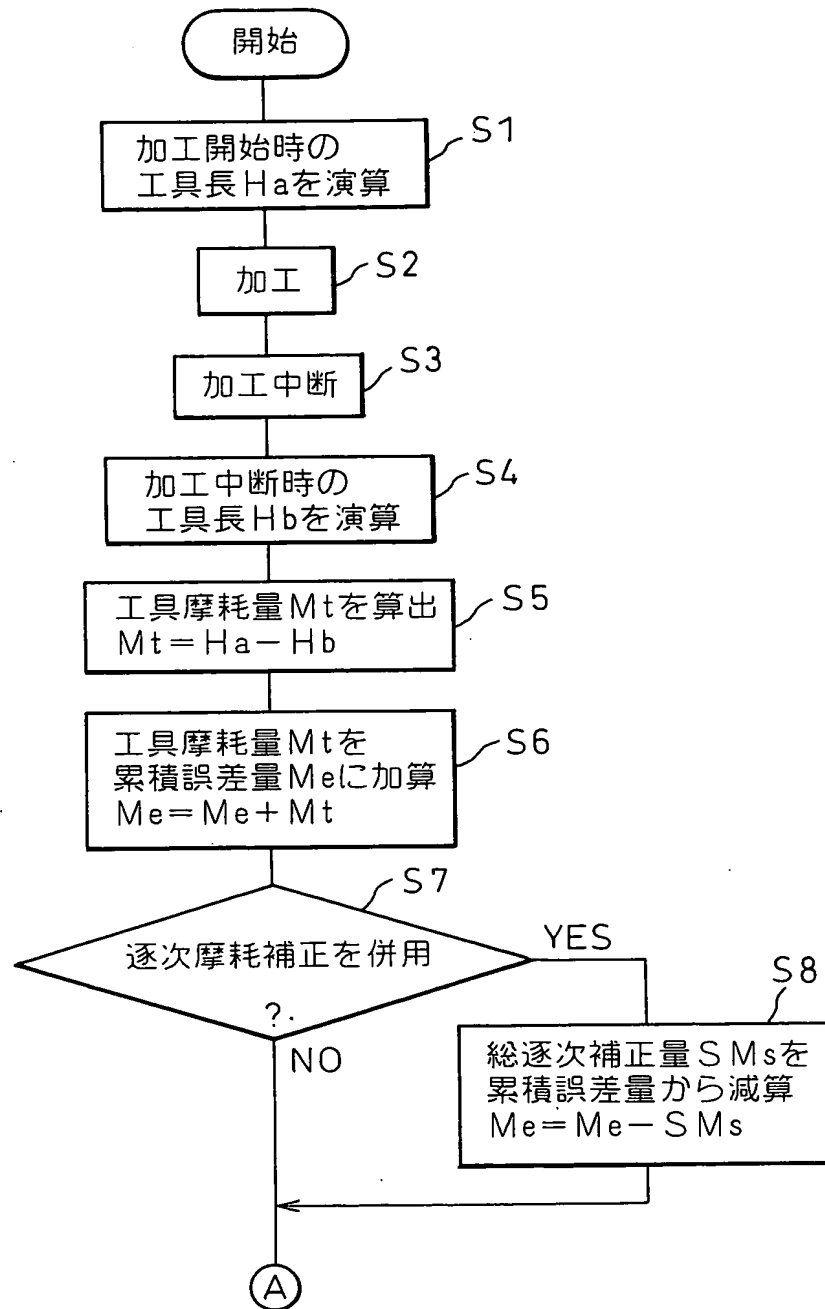 開始
S1
加工開始時の
工具長Haを演算
S2
加工
S3
加工中断
S4
加工中断時の
工具長Hbを演算
S5
工具摩耗量Mtを算出
Mt=Ha-Hb
S6
工具摩耗量Mtを
累積誤差量Meに加算
Me=Me+Mt
S7
逐次摩耗補正を併用
?
YES
NO
S8
総逐次補正量SMsを
累積誤差量から減算
Me=Me-SMs
A